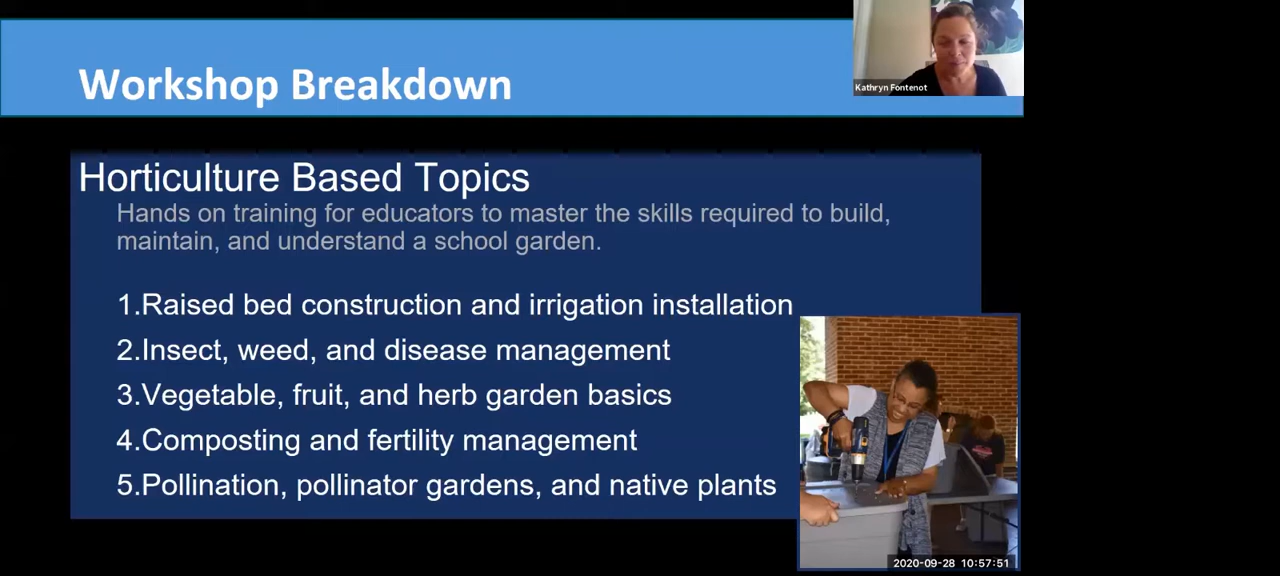 Workshop Breakdown
Kathryn Fontenot
Horticulture Based Topics
Hands on training for educators to master the skills required to build,
maintain, and understand a school garden.
1.Raised bed construction and irrigation installation
2.Insect, weed, and disease management
3.Vegetable, fruit, and herb garden basics
4.Composting and fertility management
5.Pollination, pollinator gardens, and native plants
2020-09-28 10:57:51